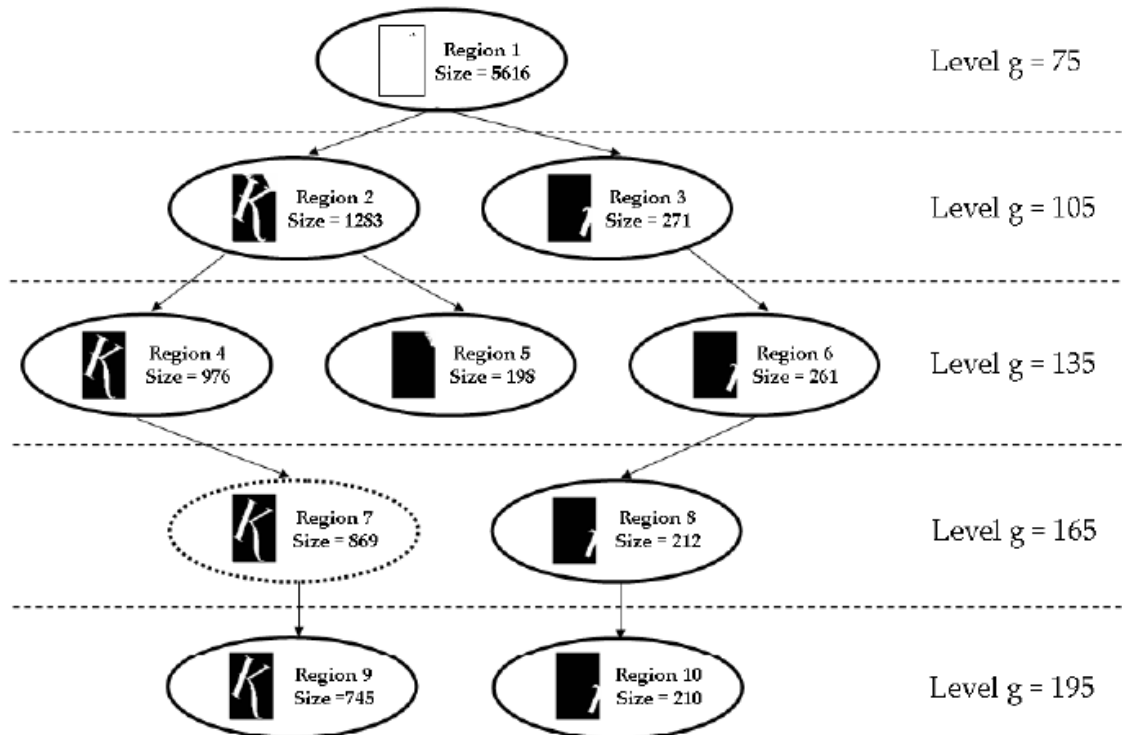 Region 1
Size = 5616
Level g = 75
Region 2
Size = 1283
Region 3
Size = 271
Level g = 105
Region 4
Size = 976
Region 5
Size = 198
Region 6
Size = 261
Level g = 135
Region 7
Size = 869
Region 8
Size = 212
Level g = 165
Region 9
Size =745
Region 10
Size = 210
Level g = 195